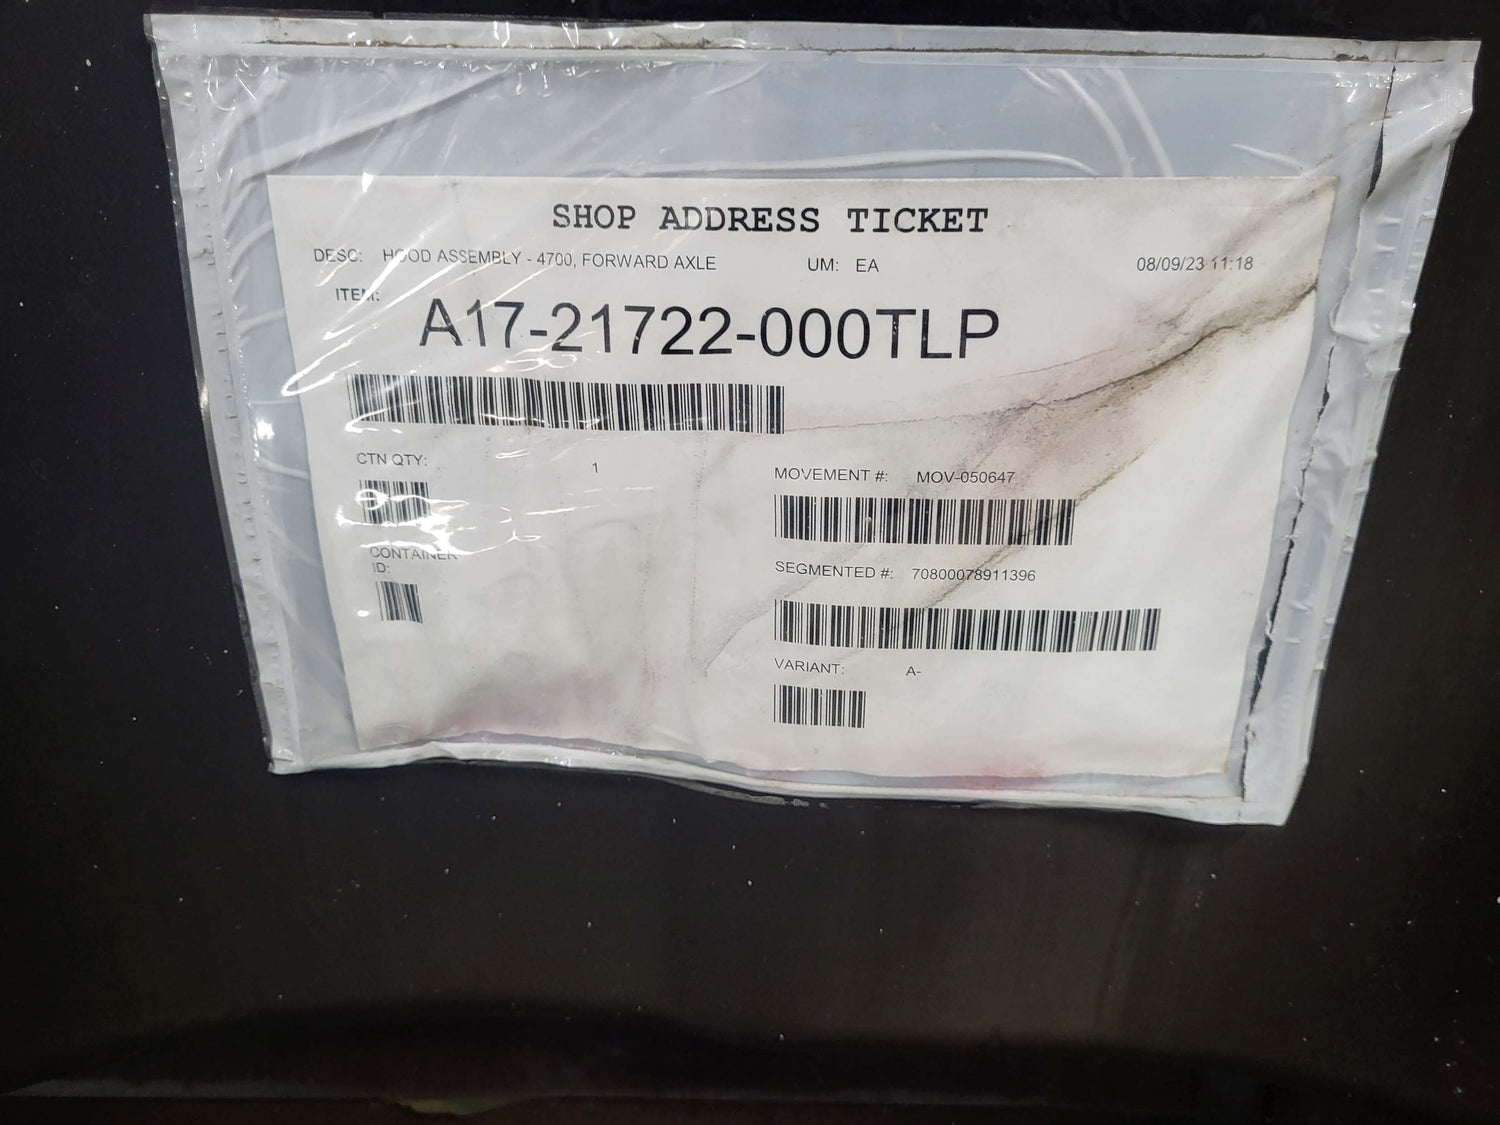 SHOP ADDRESS TICKET
DESC: HOOD ASSEMBLY - 4700, FORWARD AXLE UM: EA 08/09/23 11:18
ITEM: A17-21722-000TLP
CTN QTY: 1
MOVEMENT #: MOV-050647
CONTAINER ID:
SEGMENTED #: 70800078911396
VARIANT: A-